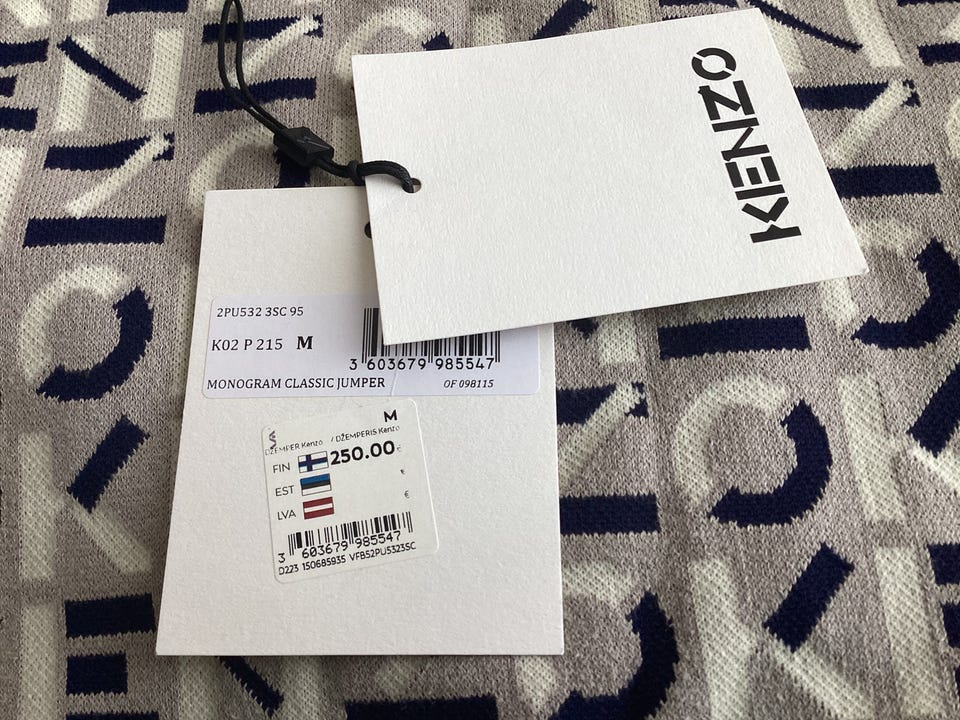 KENZO
2PU532 3SC 95
K02 P 215 M
3 603679 985547
MONOGRAM CLASSIC JUMPER OF 098115
M
DŽEMPER Kenzo / DŽEMPERIS Kenzo
FIN 250.00 €
EST €
LVA €
3 603679 985547
D223 150685935 VFB52PU5323SC